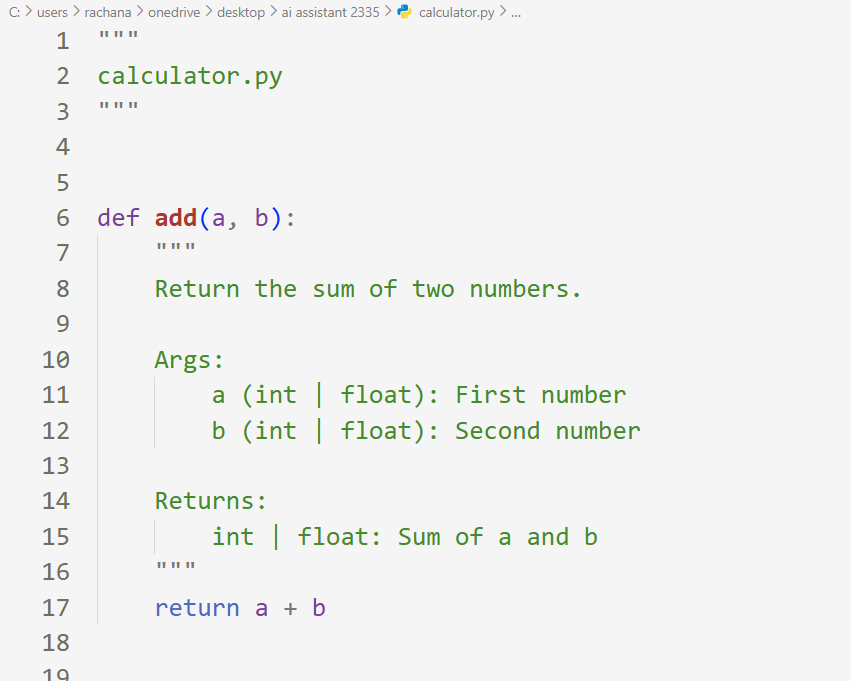 C: > users > rachana > onedrive > desktop > ai assistant 2335 > calculator.py > ...
1 """
2 calculator.py
3 """
4
5
6 def add(a, b):
7     """
8     Return the sum of two numbers.
9
10     Args:
11         a (int | float): First number
12         b (int | float): Second number
13
14     Returns:
15         int | float: Sum of a and b
16     """
17     return a + b
18
19